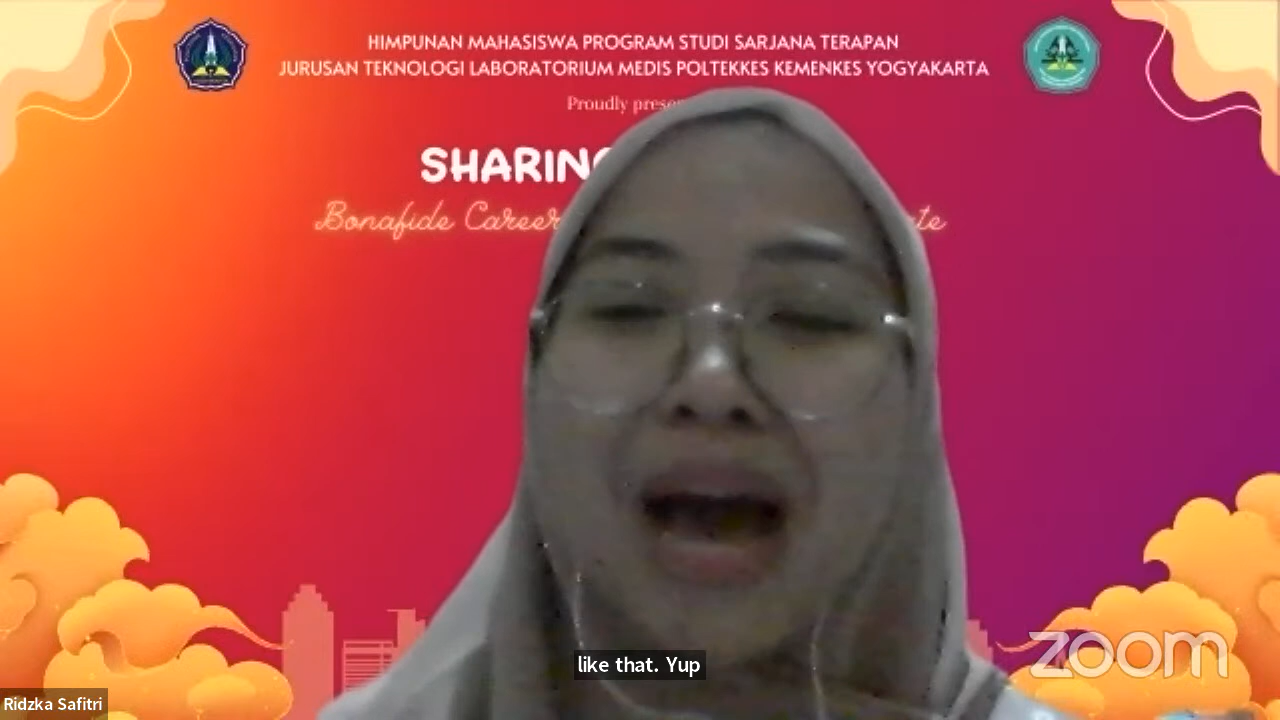 HIMPUNAN MAHASISWA PROGRAM STUDI SARJANA TERAPAN
JURUSAN TEKNOLOGI LABORATORIUM MEDIS POLTEKKES KEMENKES YOGYAKARTA
Proudly
SHARING
Bonafide Career
like that. Yup
zoom
Ridzka Safitri